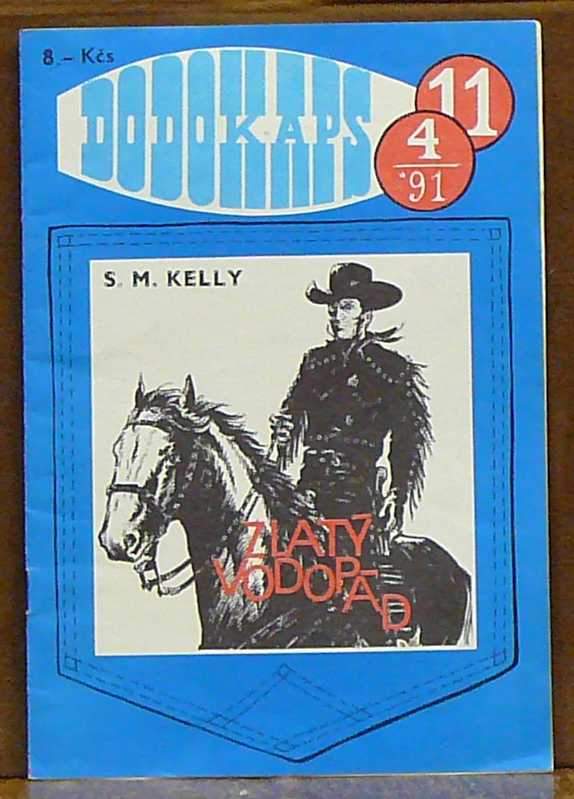 8,– Kčs
DODOKAPS
11
4
'91
S. M. KELLY
ZLATÝ
VODOPÁD